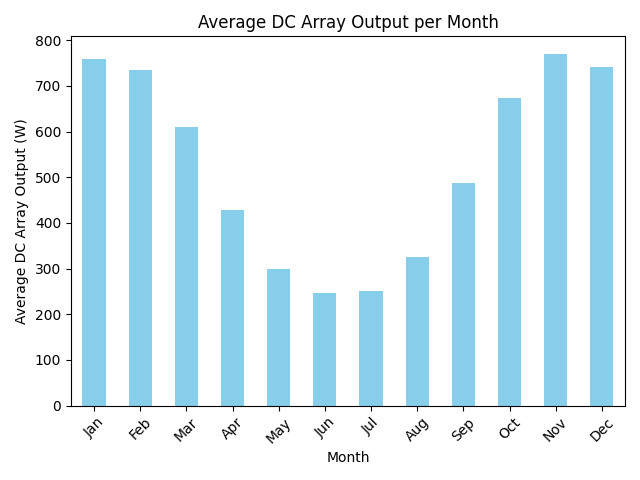 Average DC Array Output per Month
Average DC Array Output (W)
800
700
600
500
400
300
200
100
0
Jan Feb Mar Apr May Jun Jul Aug Sep Oct Nov Dec
Month